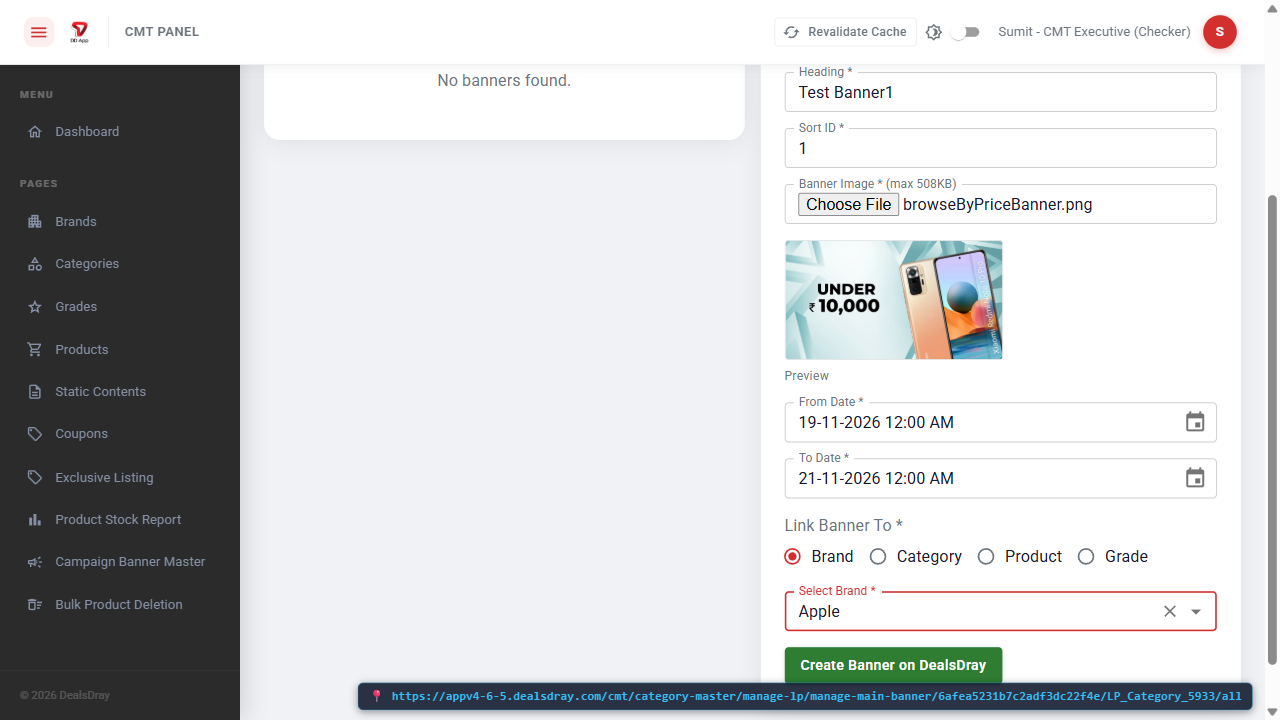 DD App
CMT PANEL
Revalidate Cache
Sumit - CMT Executive (Checker)
S
MENU
Dashboard
PAGES
Brands
Categories
Grades
Products
Static Contents
Coupons
Exclusive Listing
Product Stock Report
Campaign Banner Master
Bulk Product Deletion
© 2026 DealsDray
No banners found.
Heading *
Test Banner1
Sort ID *
1
Banner Image * (max 508KB)
Choose File browseByPriceBanner.png
UNDER
₹ 10,000
Preview
From Date *
19-11-2026 12:00 AM
To Date *
21-11-2026 12:00 AM
Link Banner To *
Brand Category Product Grade
Select Brand *
Apple
Create Banner on DealsDray
https://appv4-6-5.dealsdray.com/cmt/category-master/manage-lp/manage-main-banner/6afea5231b7c2adf3dc22f4e/LP_Category_5933/all